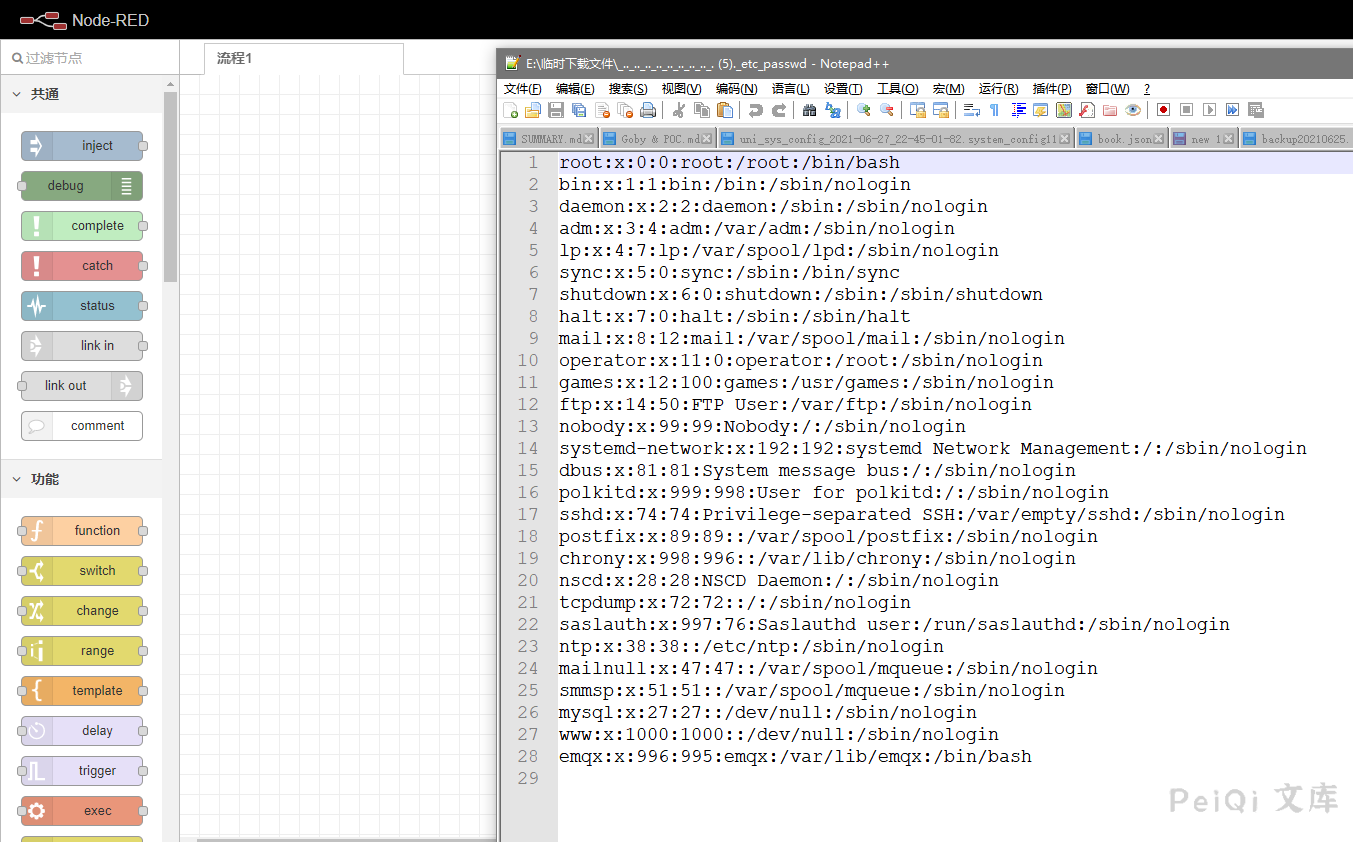 Node-RED
过滤节点
流程1
共通
inject
debug
complete
catch
status
link in
link out
comment
功能
function
switch
change
range
template
delay
trigger
exec
E:\临时下载文件\_.._.._.._.._.._.._.._.._. (5)._etc_passwd - Notepad++
文件(F) 编辑(E) 搜索(S) 视图(V) 编码(N) 语言(L) 设置(T) 工具(O) 宏(M) 运行(R) 插件(P) 窗口(W) ?
SUMMARY.md Goby & POC.md uni_sys_config_2021-06-27_22-45-01-82.system_config11 book.json new 1 backup20210625.
1 root:x:0:0:root:/root:/bin/bash
2 bin:x:1:1:bin:/bin:/sbin/nologin
3 daemon:x:2:2:daemon:/sbin:/sbin/nologin
4 adm:x:3:4:adm:/var/adm:/sbin/nologin
5 lp:x:4:7:lp:/var/spool/lpd:/sbin/nologin
6 sync:x:5:0:sync:/sbin:/bin/sync
7 shutdown:x:6:0:shutdown:/sbin:/sbin/shutdown
8 halt:x:7:0:halt:/sbin:/sbin/halt
9 mail:x:8:12:mail:/var/spool/mail:/sbin/nologin
10 operator:x:11:0:operator:/root:/sbin/nologin
11 games:x:12:100:games:/usr/games:/sbin/nologin
12 ftp:x:14:50:FTP User:/var/ftp:/sbin/nologin
13 nobody:x:99:99:Nobody:/:/sbin/nologin
14 systemd-network:x:192:192:systemd Network Management:/:/sbin/nologin
15 dbus:x:81:81:System message bus:/:/sbin/nologin
16 polkitd:x:999:998:User for polkitd:/:/sbin/nologin
17 sshd:x:74:74:Privilege-separated SSH:/var/empty/sshd:/sbin/nologin
18 postfix:x:89:89::/var/spool/postfix:/sbin/nologin
19 chrony:x:998:996::/var/lib/chrony:/sbin/nologin
20 nscd:x:28:28:NSCD Daemon:/:/sbin/nologin
21 tcpdump:x:72:72::/:/sbin/nologin
22 saslauth:x:997:76:Saslauthd user:/run/saslauthd:/sbin/nologin
23 ntp:x:38:38::/etc/ntp:/sbin/nologin
24 mailnull:x:47:47::/var/spool/mqueue:/sbin/nologin
25 smmsp:x:51:51::/var/spool/mqueue:/sbin/nologin
26 mysql:x:27:27::/dev/null:/sbin/nologin
27 www:x:1000:1000::/dev/null:/sbin/nologin
28 emqx:x:996:995:emqx:/var/lib/emqx:/bin/bash
29
PeiQi 文库